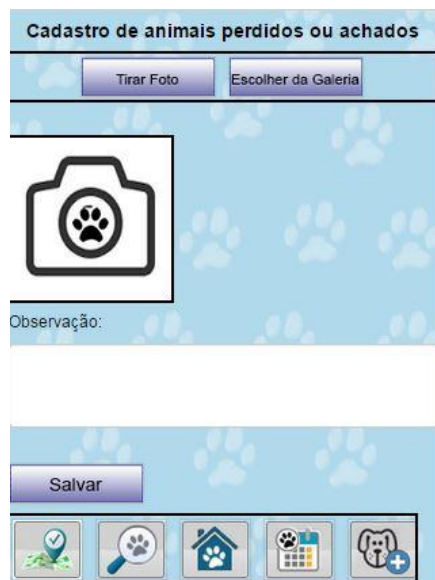 Cadastro de animais perdidos ou achados
Tirar Foto
Escolher da Galeria
Observação:
Salvar